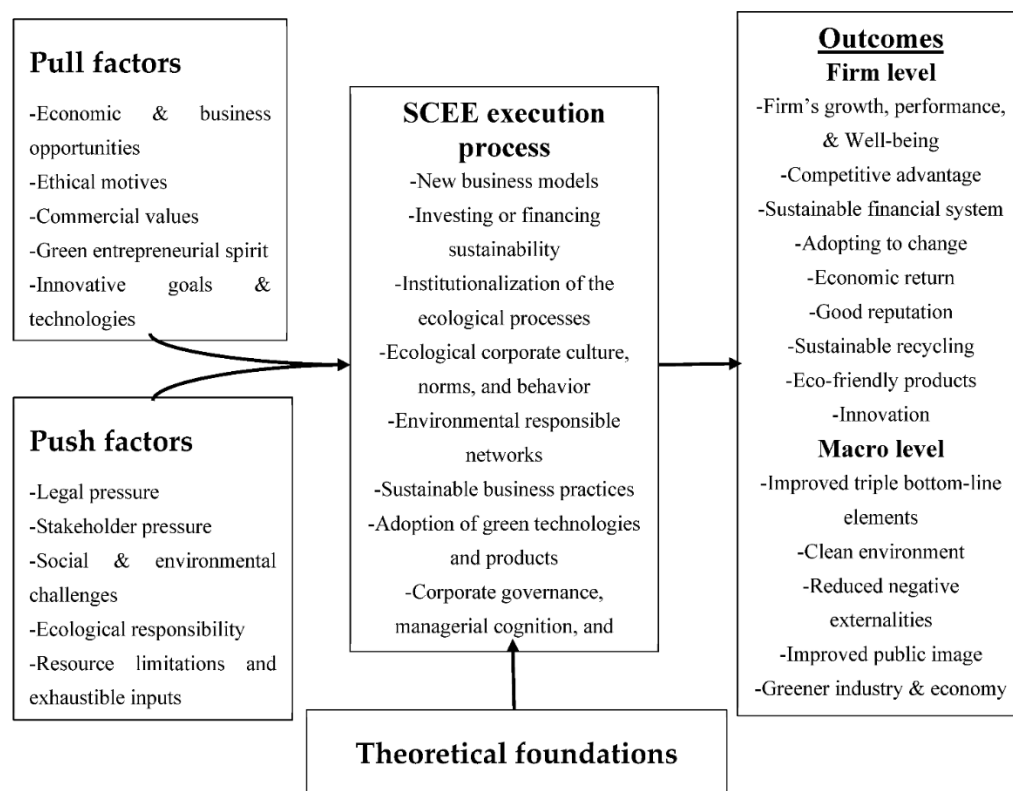 Pull factors
-Economic & business
opportunities
-Ethical motives
-Commercial values
-Green entrepreneurial spirit
-Innovative goals &
technologies
Push factors
-Legal pressure
-Stakeholder pressure
-Social & environmental
challenges
-Ecological responsibility
-Resource limitations and
exhaustible inputs
SCEE execution
process
-New business models
-Investing or financing
sustainability
-Institutionalization of the
ecological processes
-Ecological corporate culture,
norms, and behavior
-Environmental responsible
networks
-Sustainable business practices
-Adoption of green technologies
and products
-Corporate governance,
managerial cognition, and
Theoretical foundations
Outcomes
Firm level
-Firm's growth, performance,
& Well-being
-Competitive advantage
-Sustainable financial system
-Adopting to change
-Economic return
-Good reputation
-Sustainable recycling
-Eco-friendly products
-Innovation
Macro level
-Improved triple bottom-line
elements
-Clean environment
-Reduced negative
externalities
-Improved public image
-Greener industry & economy